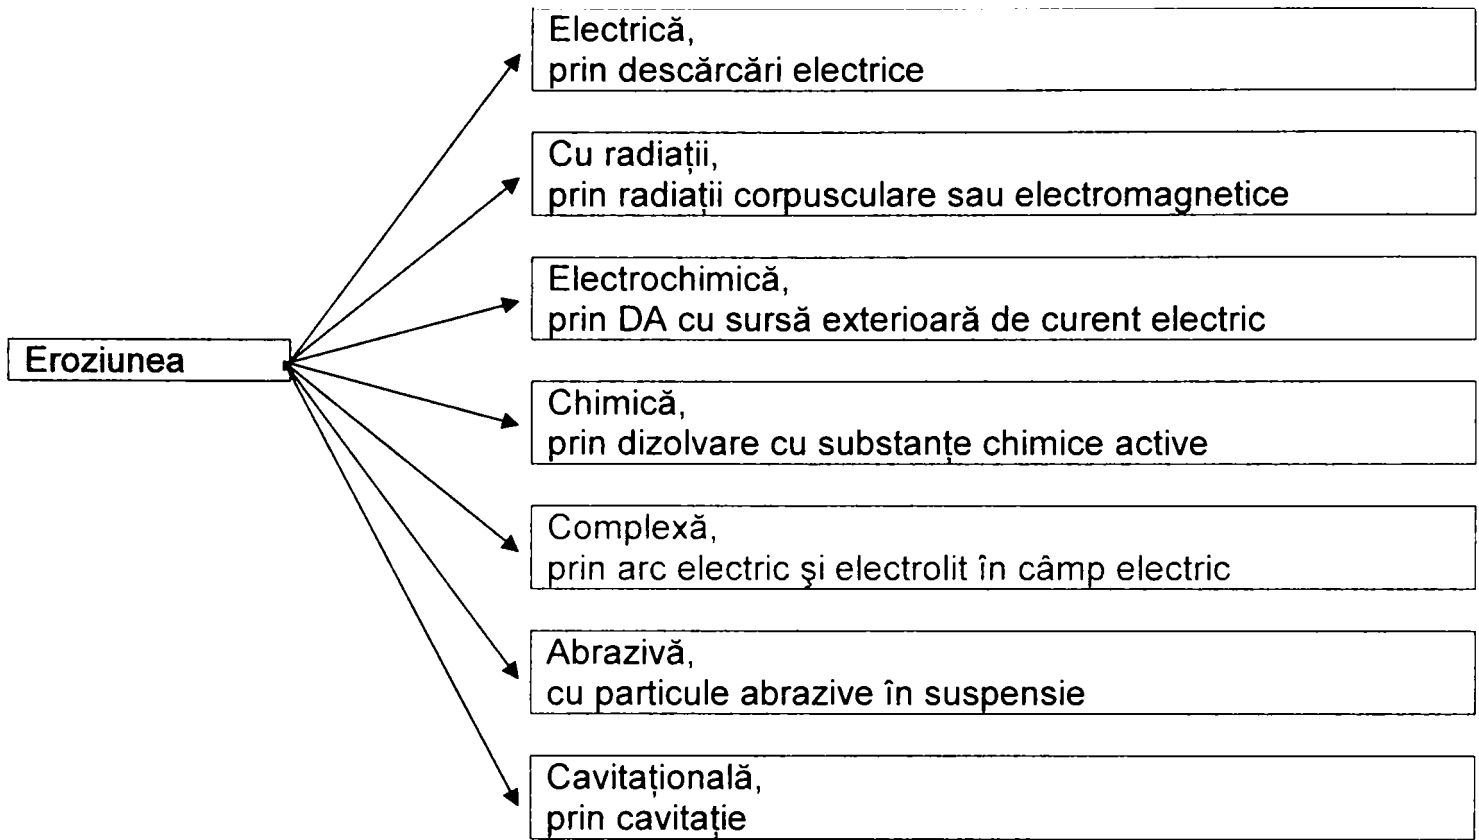 Electrică,
prin descărcări electrice
Cu radiații,
prin radiații corpusculare sau electromagnetice
Electrochimică,
prin DA cu sursă exterioară de curent electric
Eroziunea
Chimică,
prin dizolvare cu substanțe chimice active
Complexă,
prin arc electric şi electrolit în câmp electric
Abrazivă,
cu particule abrazive în suspensie
Cavitațională,
prin cavitație